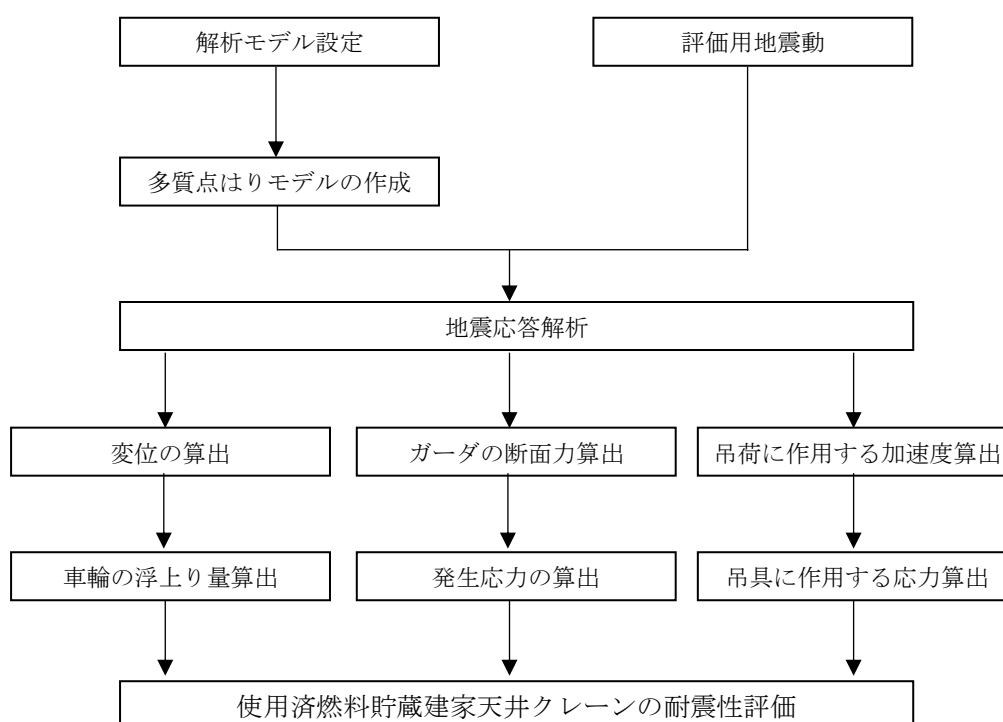 解析モデル設定
評価用地震動
多質点はりモデルの作成
地震応答解析
変位の算出
ガーダの断面力算出
吊荷に作用する加速度算出
車輪の浮上り量算出
発生応力の算出
吊具に作用する応力算出
使用済燃料貯蔵建家天井クレーンの耐震性評価